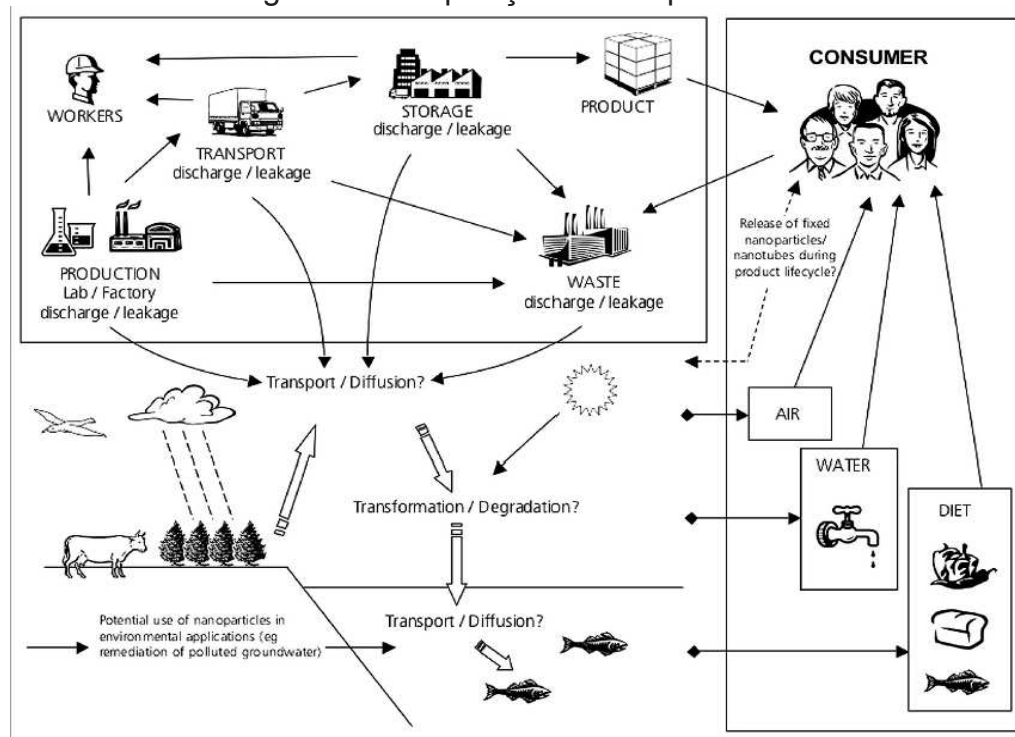 CONSUMER
WORKERS
STORAGE
discharge / leakage
PRODUCT
TRANSPORT
discharge / leakage
PRODUCTION
Lab / Factory
discharge / leakage
WASTE
discharge / leakage
Release of fixed
nanoparticles/
nanotubes during
product lifecycle?
Transport / Diffusion?
AIR
WATER
Transformation / Degradation?
DIET
Potential use of nanoparticles in
environmental applications (eg
remediation of polluted groundwater)
Transport / Diffusion?